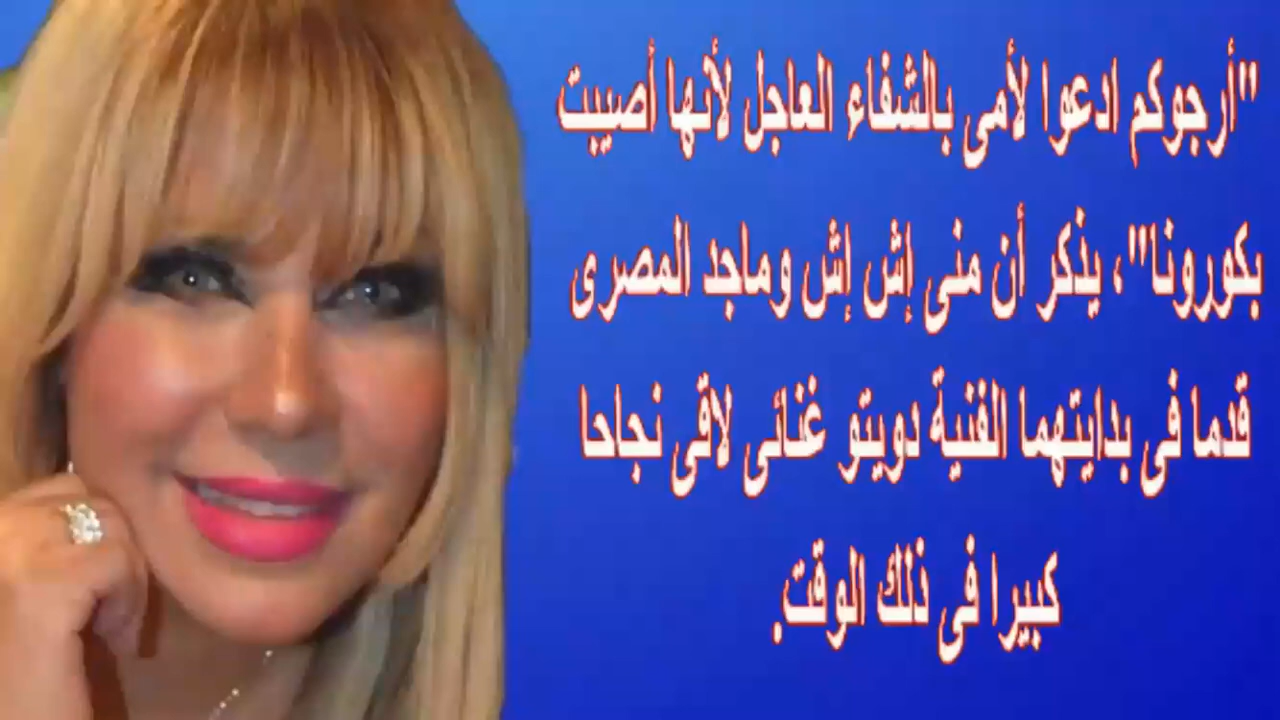 "أرجوكم ادعوا لأمى بالشفاء العاجل لأنها أصيبت
بكورونا"، يذكر أن منى إش إش وماجد المصرى
قدما فى بدايتهما الفنية دويتو غنائى لاقى نجاحا
كبيرا فى ذلك الوقت.